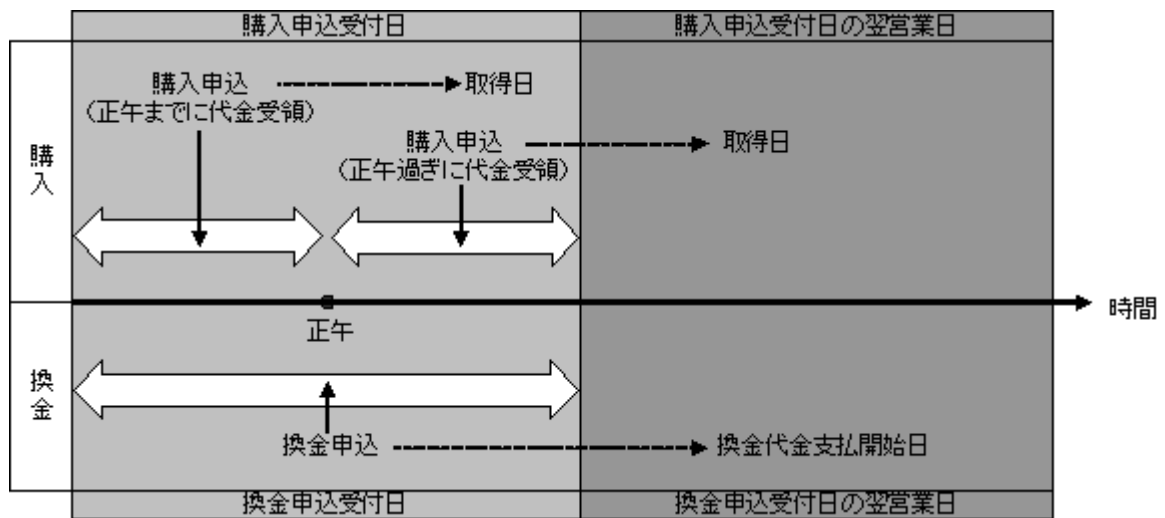 購入申込受付日
購入申込受付日の翌営業日
購入申込
取得日
（正午までに代金受領）
購入申込
取得日
（正午過ぎに代金受領）
購入
時間
正午
換金
換金申込
換金代金支払開始日
換金申込受付日
換金申込受付日の翌営業日